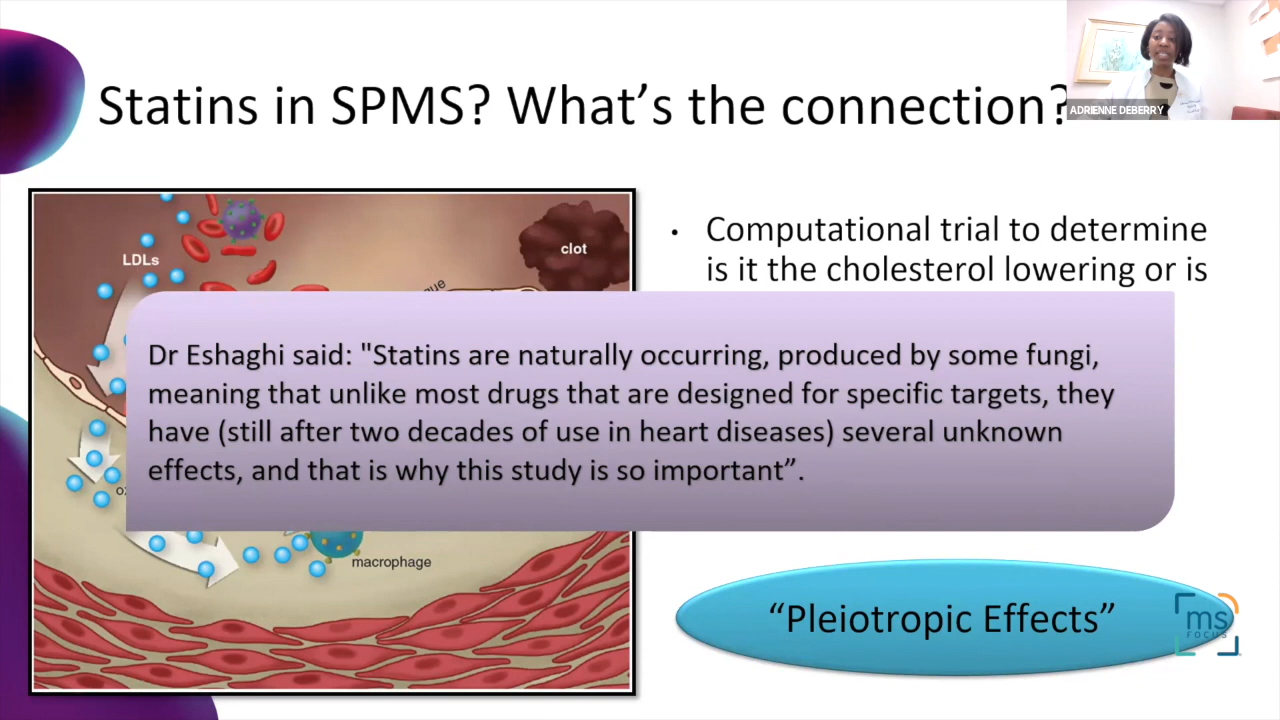 ADRIENNE DEBERRY
Statins in SPMS? What's the connection?
LDLs
clot
Computational trial to determine
is it the cholesterol lowering or is
Dr Eshaghi said: "Statins are naturally occurring, produced by some fungi,
meaning that unlike most drugs that are designed for specific targets, they
have (still after two decades of use in heart diseases) several unknown
effects, and that is why this study is so important”.
macrophage
“Pleiotropic Effects”
ms
FOCUS